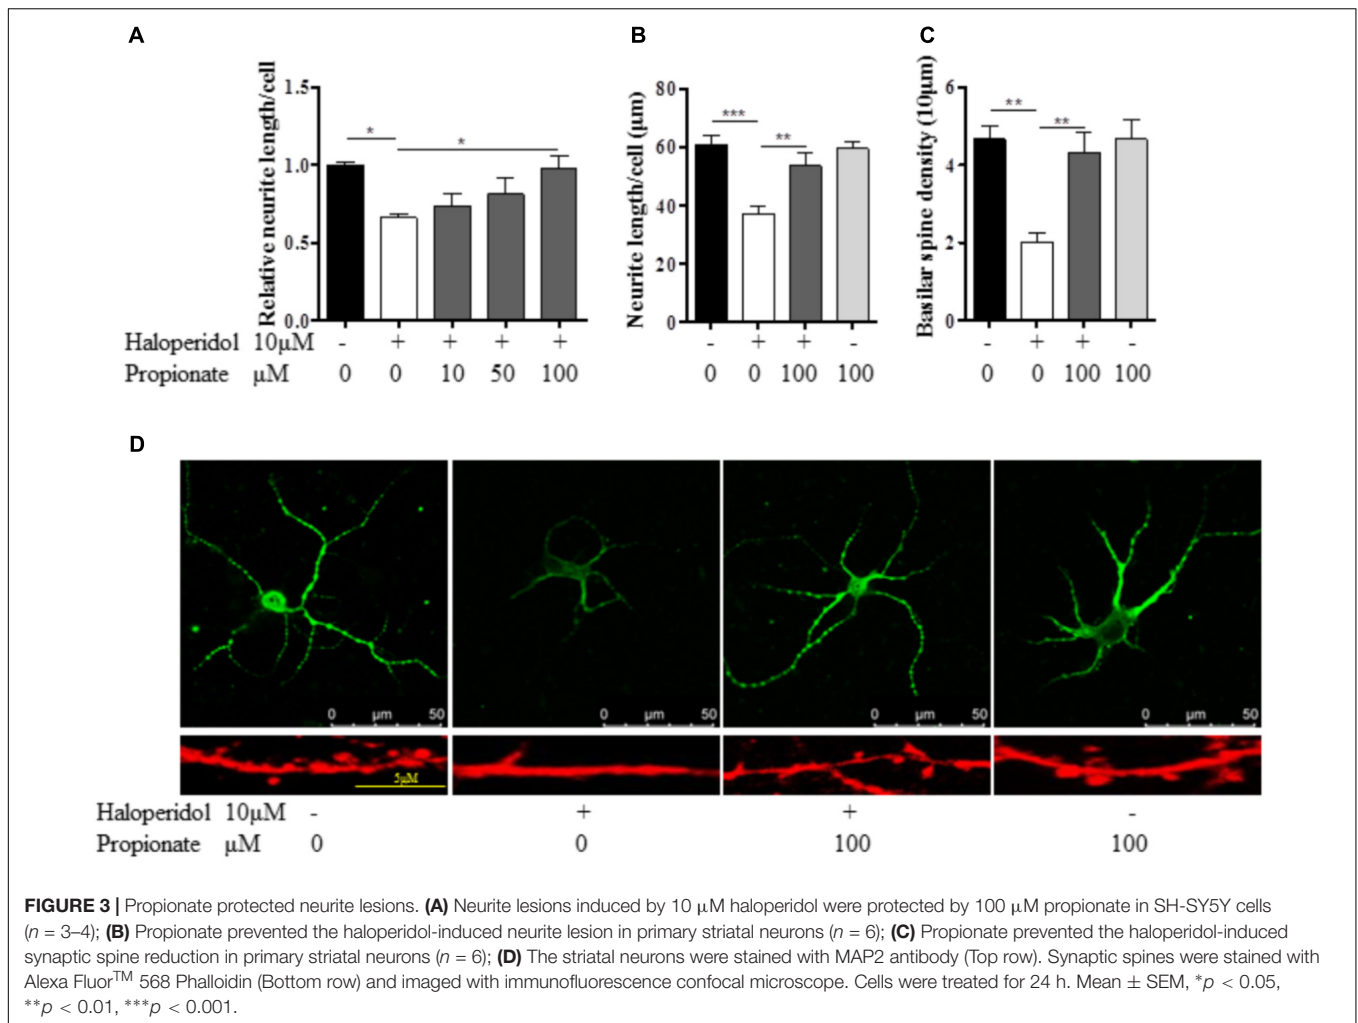 A
B
C
Relative neurite length/cell
1.5
1.0
0.5
0.0
*
*
Neurite length/cell (μm)
80
60
40
20
0
***
**
Basilar spine density (10μm)
6
4
2
0
**
**
Haloperidol 10μM - + + + + - + + - - + + -
Propionate μM 0 0 10 50 100 0 0 100 100 0 0 100 100
D
0 μm 50 0 μm 50 0 μm 50 0 μm 50
5μM
Haloperidol 10μM - + + -
Propionate μM 0 0 100 100
FIGURE 3 | Propionate protected neurite lesions. (A) Neurite lesions induced by 10 μM haloperidol were protected by 100 μM propionate in SH-SY5Y cells
(n = 3–4); (B) Propionate prevented the haloperidol-induced neurite lesion in primary striatal neurons (n = 6); (C) Propionate prevented the haloperidol-induced
synaptic spine reduction in primary striatal neurons (n = 6); (D) The striatal neurons were stained with MAP2 antibody (Top row). Synaptic spines were stained with
Alexa Fluor™ 568 Phalloidin (Bottom row) and imaged with immunofluorescence confocal microscope. Cells were treated for 24 h. Mean ± SEM, *p < 0.05,
**p < 0.01, ***p < 0.001.